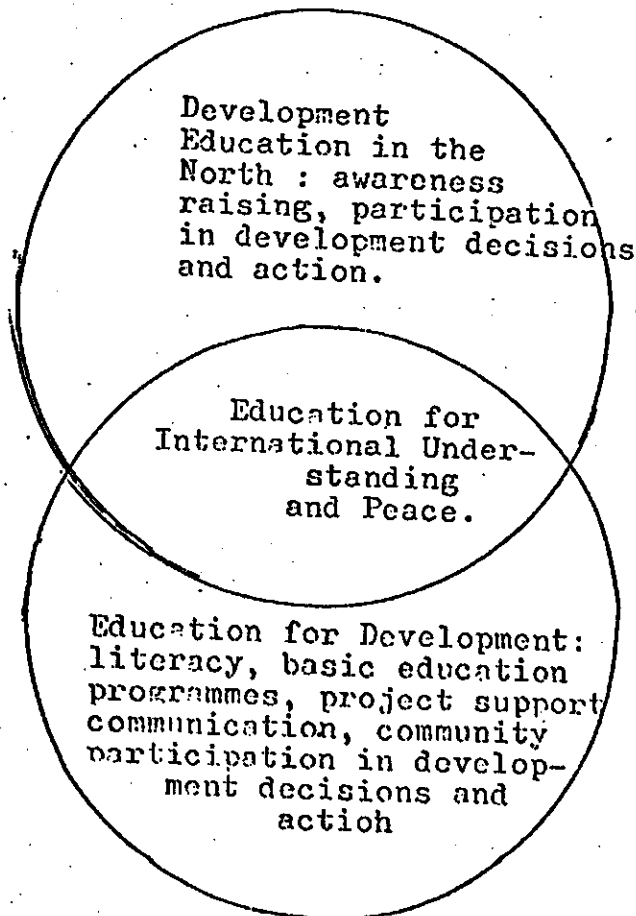 Development
Education in the
North : awareness
raising, participation
in development decisions
and action.
Education for
International Under-
standing
and Peace.
Education for Development:
literacy, basic education
programmes, project support
communication, community
participation in develop-
ment decisions and
actioh